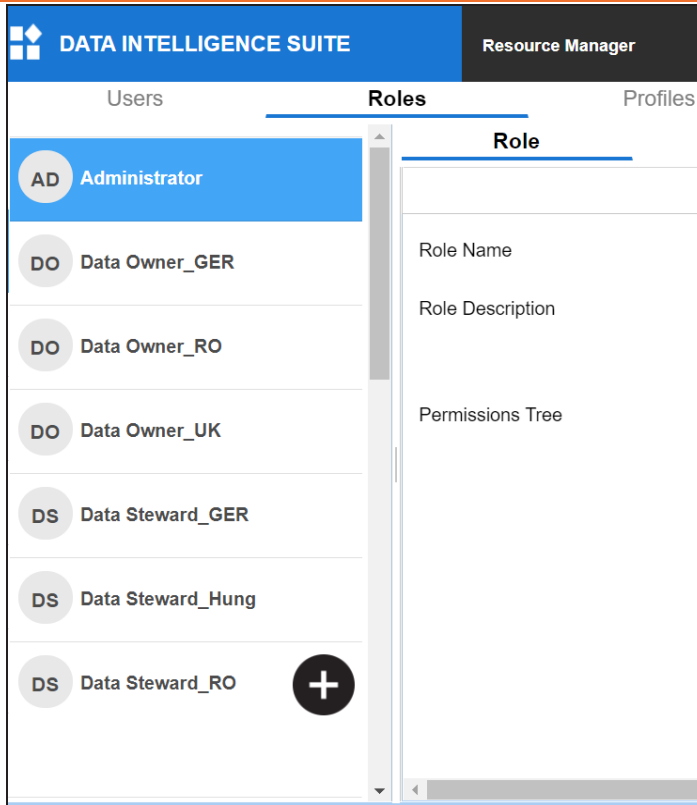 DATA INTELLIGENCE SUITE
Resource Manager
Users
Roles
Profiles
Role
AD
Administrator
DO
Data Owner_GER
DO
Data Owner_RO
DO
Data Owner_UK
DS
Data Steward_GER
DS
Data Steward_Hung
DS
Data Steward_RO
Role Name
Role Description
Permissions Tree